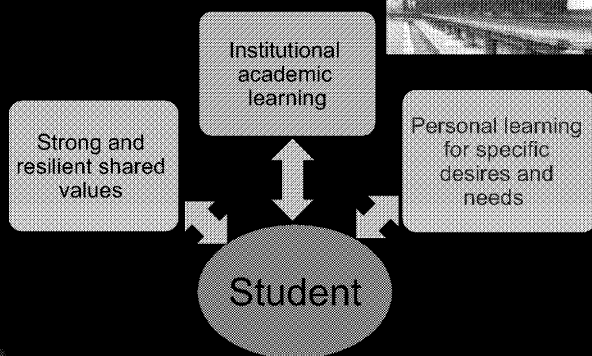 Institutional
academic
learning
Strong and
resilient shared
values
Personal learning
for specific
desires and
needs
Student